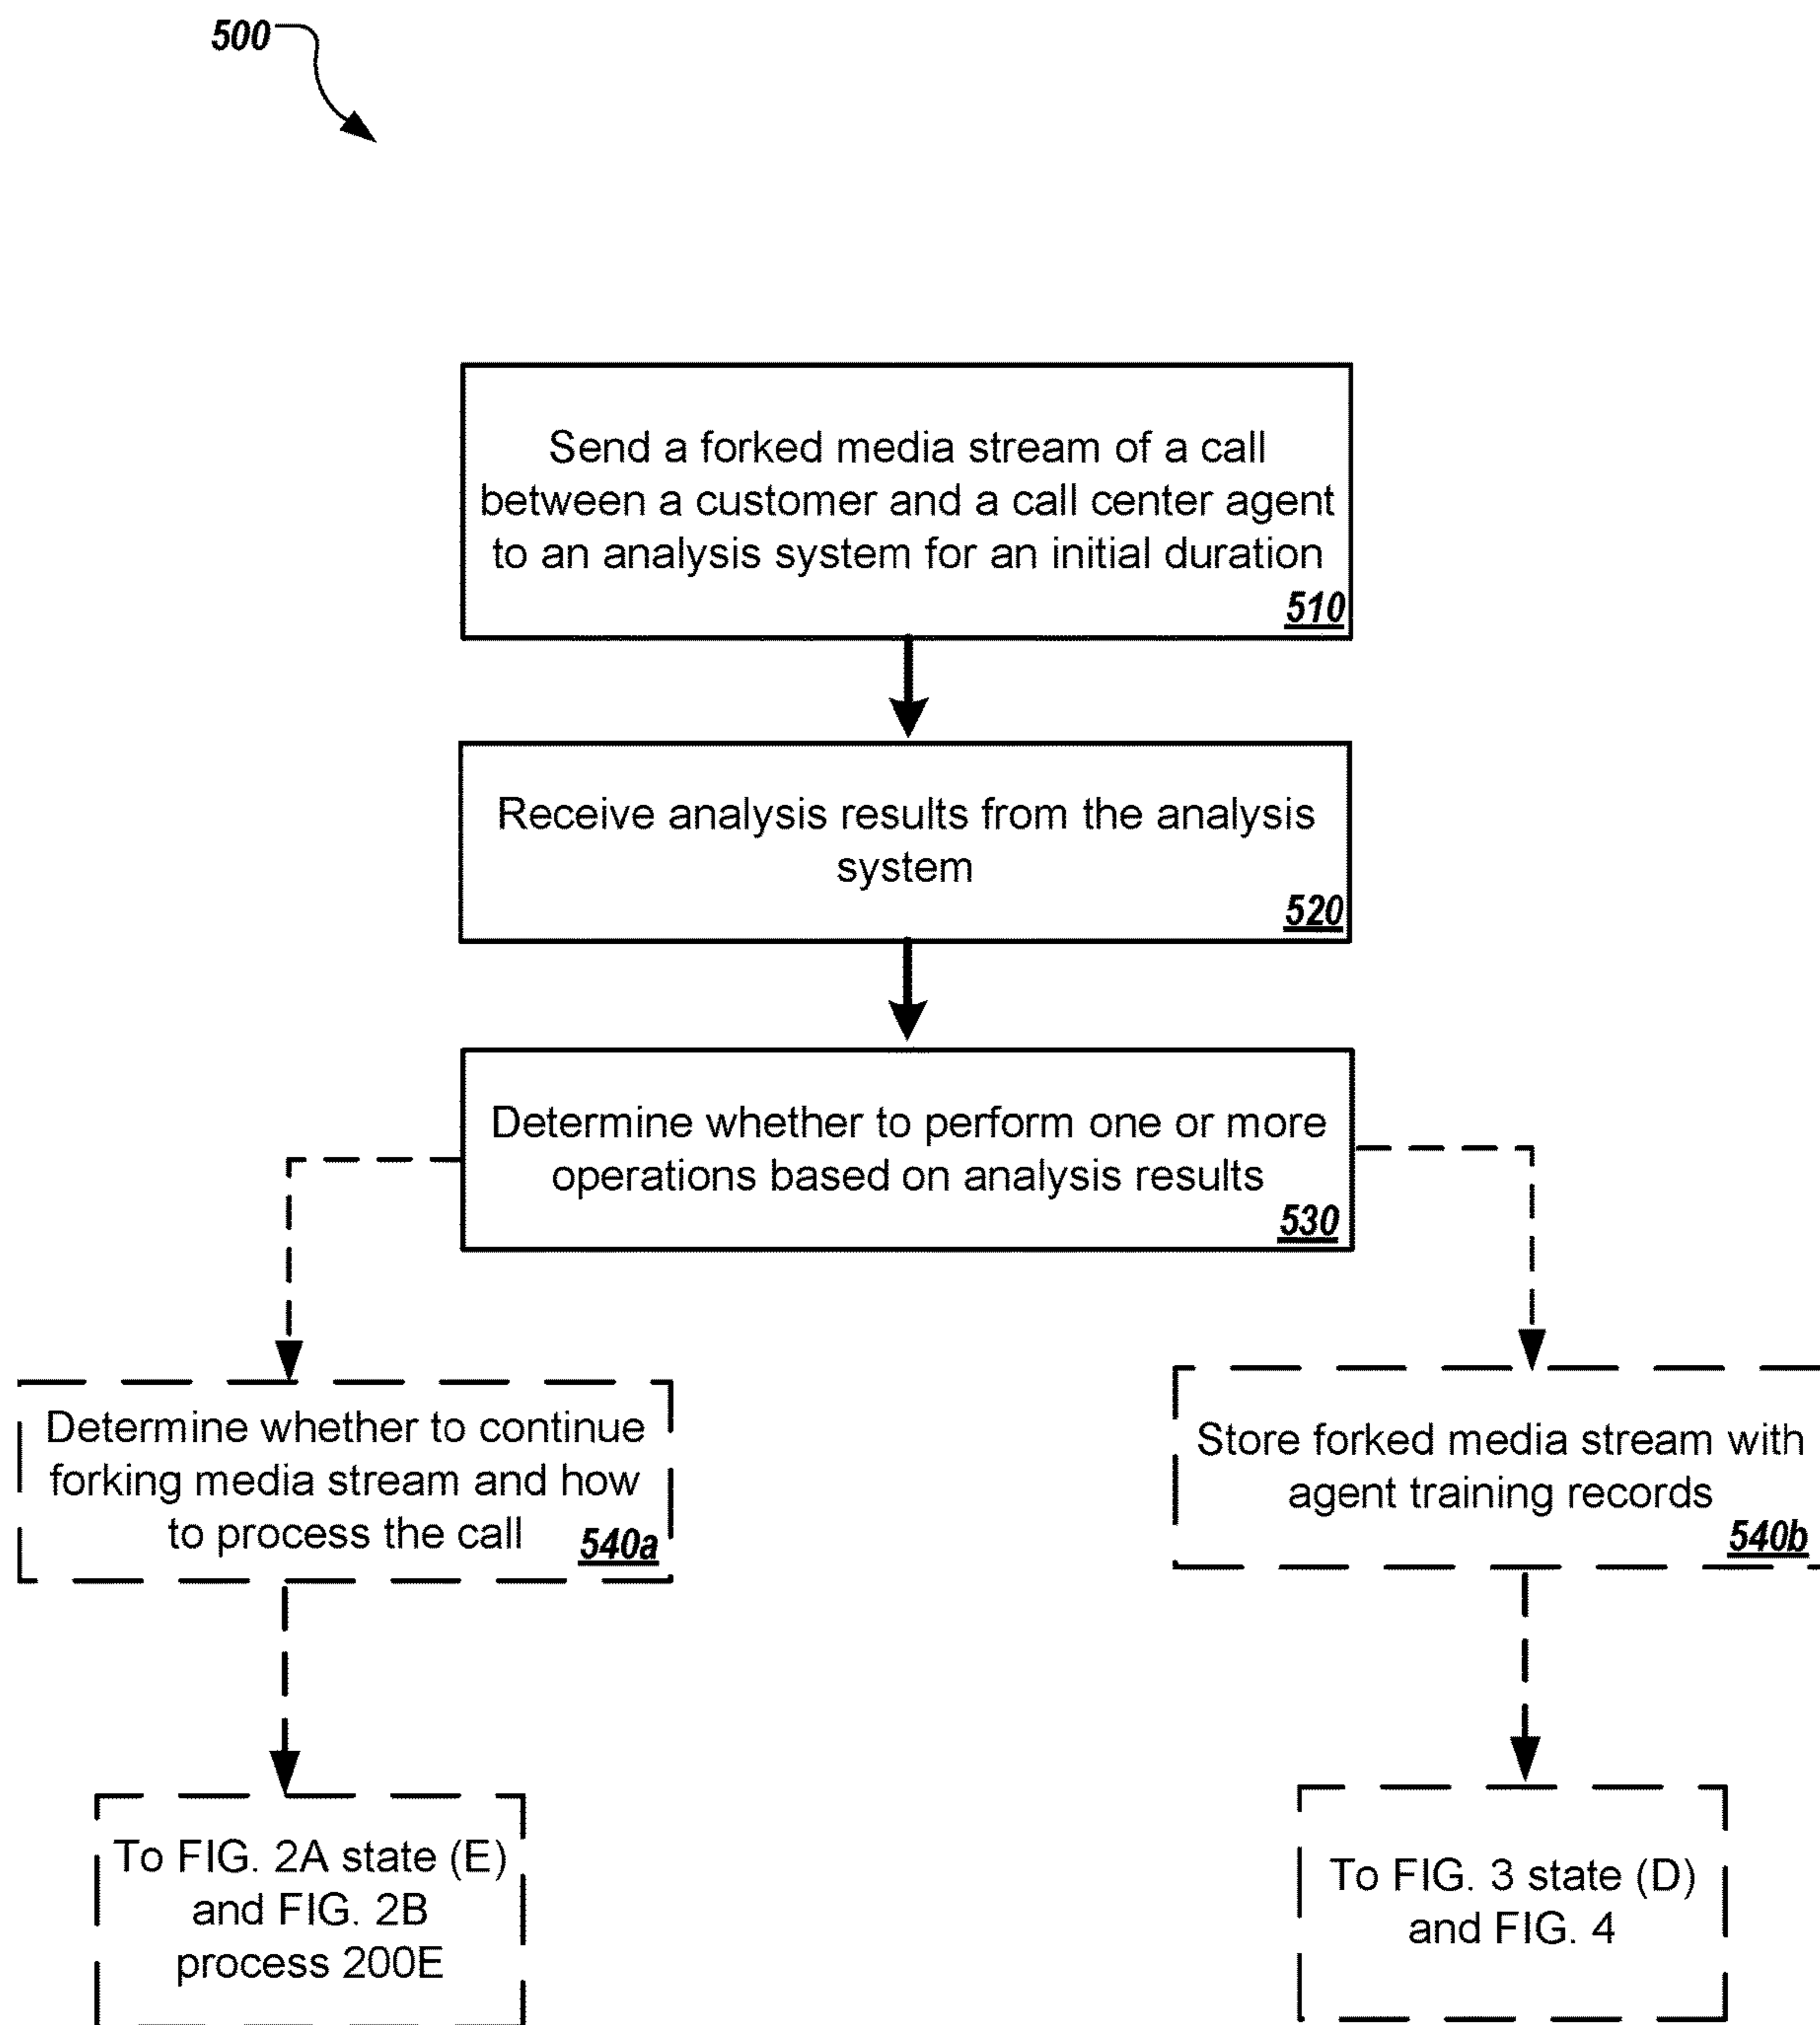 500
Send a forked media stream of a call
between a customer and a call center agent
to an analysis system for an initial duration
510
Receive analysis results from the analysis
system
520
Determine whether to perform one or more
operations based on analysis results
530
Determine whether to continue
forking media stream and how
to process the call
540a
Store forked media stream with
agent training records
540b
To FIG. 2A state (E)
and FIG. 2B
process 200E
To FIG. 3 state (D)
and FIG. 4